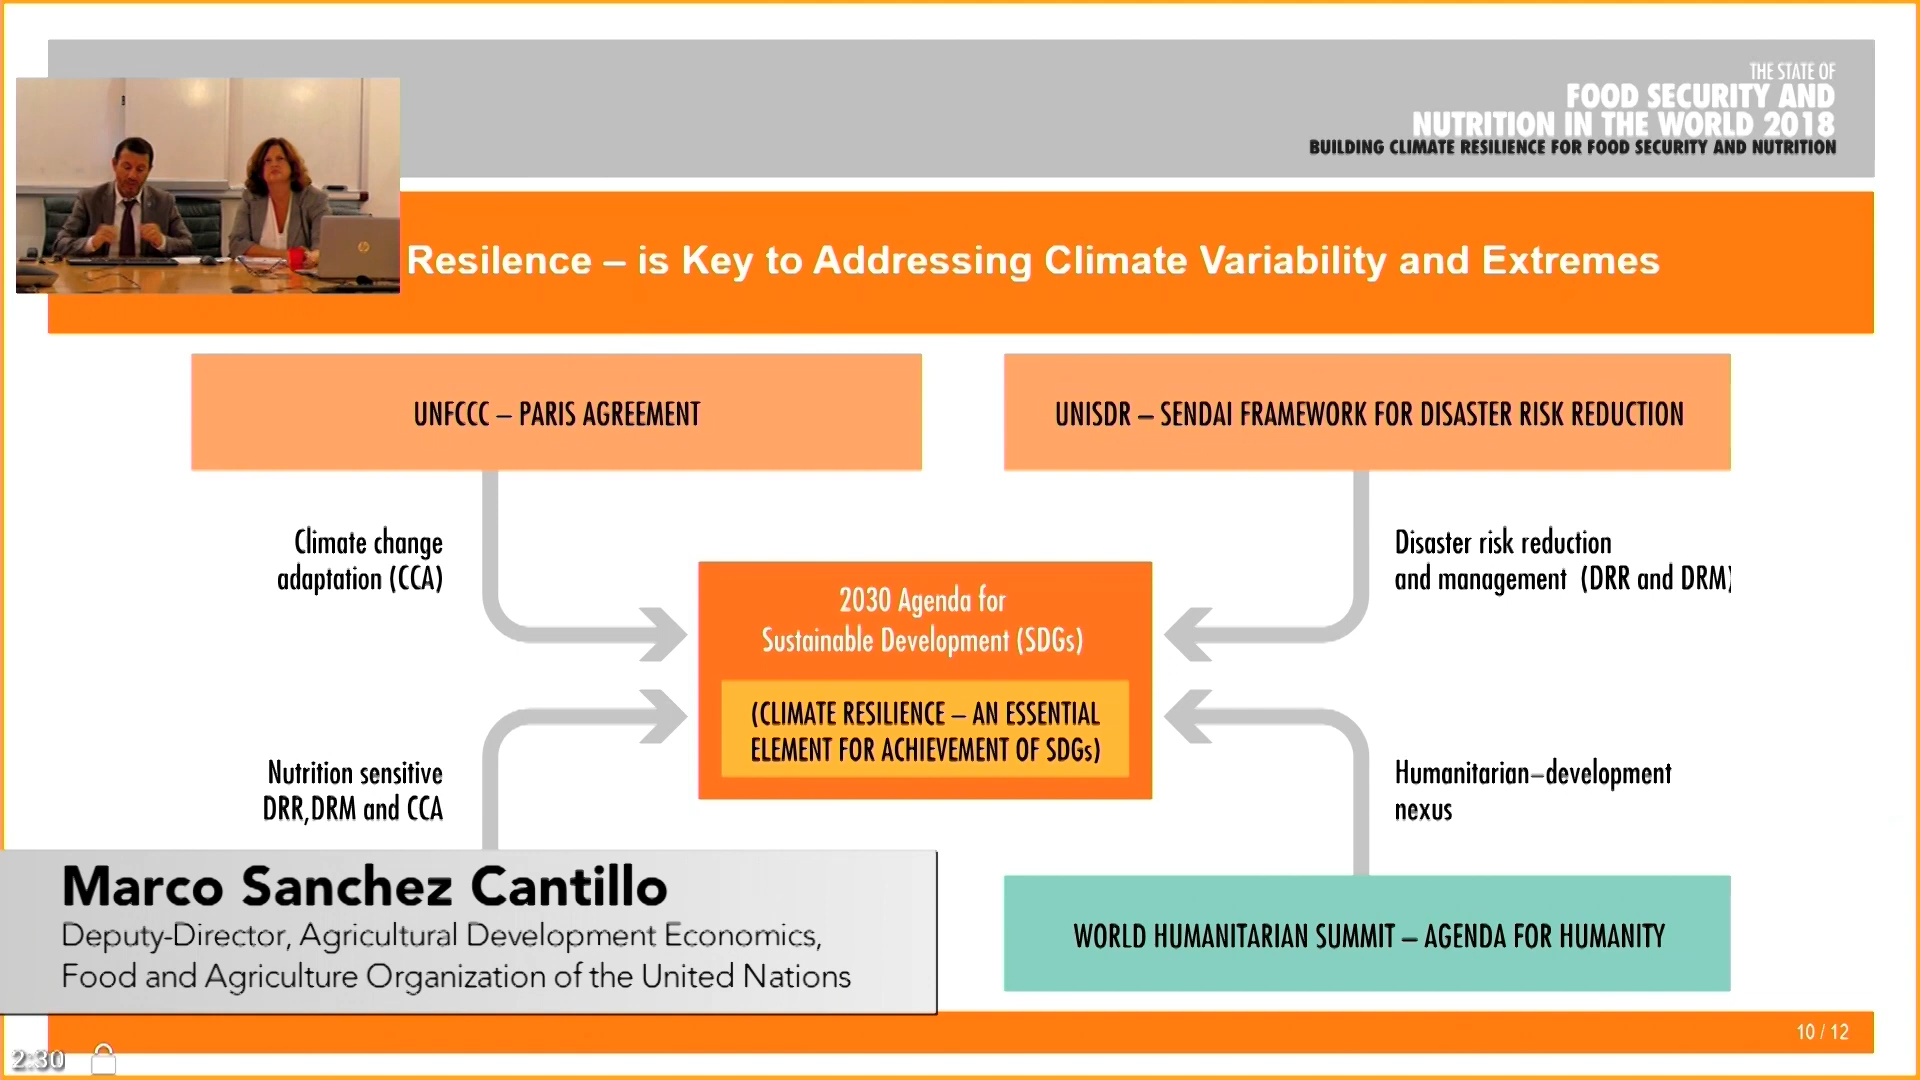 THE STATE OF
FOOD SECURITY AND
NUTRITION IN THE WORLD 2018
BUILDING CLIMATE RESILIENCE FOR FOOD SECURITY AND NUTRITION
Resilence – is Key to Addressing Climate Variability and Extremes
UNFCCC – PARIS AGREEMENT
UNISDR – SENDAI FRAMEWORK FOR DISASTER RISK REDUCTION
Climate change
adaptation (CCA)
Disaster risk reduction
and management (DRR and DRM)
2030 Agenda for
Sustainable Development (SDGs)
(CLIMATE RESILIENCE – AN ESSENTIAL
ELEMENT FOR ACHIEVEMENT OF SDGs)
Nutrition sensitive
DRR,DRM and CCA
Humanitarian–development
nexus
Marco Sanchez Cantillo
Deputy-Director, Agricultural Development Economics,
Food and Agriculture Organization of the United Nations
WORLD HUMANITARIAN SUMMIT – AGENDA FOR HUMANITY
10 / 12
2:30